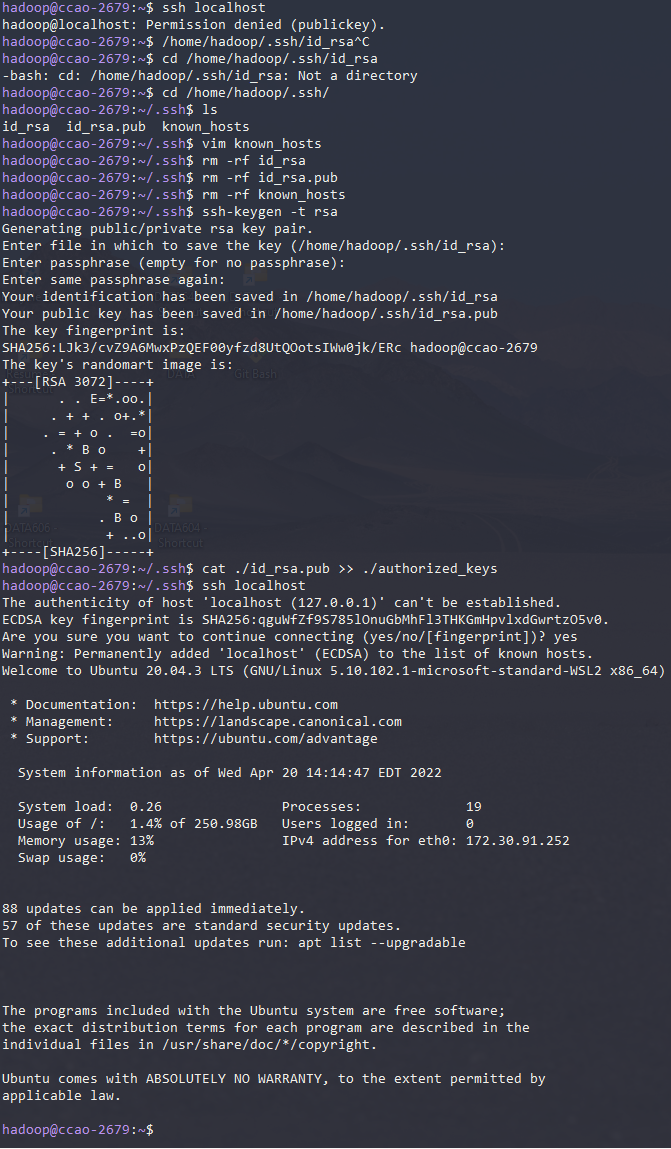 hadoop@ccao-2679:~$ ssh localhost
hadoop@localhost: Permission denied (publickey).
hadoop@ccao-2679:~$ /home/hadoop/.ssh/id_rsa^C
hadoop@ccao-2679:~$ cd /home/hadoop/.ssh/id_rsa
-bash: cd: /home/hadoop/.ssh/id_rsa: Not a directory
hadoop@ccao-2679:~$ cd /home/hadoop/.ssh/
hadoop@ccao-2679:~/.ssh$ ls
id_rsa  id_rsa.pub  known_hosts
hadoop@ccao-2679:~/.ssh$ vim known_hosts
hadoop@ccao-2679:~/.ssh$ rm -rf id_rsa
hadoop@ccao-2679:~/.ssh$ rm -rf id_rsa.pub
hadoop@ccao-2679:~/.ssh$ rm -rf known_hosts
hadoop@ccao-2679:~/.ssh$ ssh-keygen -t rsa
Generating public/private rsa key pair.
Enter file in which to save the key (/home/hadoop/.ssh/id_rsa):
Enter passphrase (empty for no passphrase):
Enter same passphrase again:
Your identification has been saved in /home/hadoop/.ssh/id_rsa
Your public key has been saved in /home/hadoop/.ssh/id_rsa.pub
The key fingerprint is:
SHA256:LJk3/cvZ9A6MwxPzQEF00yfzd8UtQOotsIWw0jk/ERc hadoop@ccao-2679
The key's randomart image is:
+---[RSA 3072]----+
|      . . E=*.oo.|
|     . + + . o+.*|
|    . = + o .  =o|
|     . * B o    +|
|      + S + =   o|
|       o o + B   |
|            * =  |
|           . B o |
|            + ..o|
+----[SHA256]-----+
hadoop@ccao-2679:~/.ssh$ cat ./id_rsa.pub >> ./authorized_keys
hadoop@ccao-2679:~/.ssh$ ssh localhost
The authenticity of host 'localhost (127.0.0.1)' can't be established.
ECDSA key fingerprint is SHA256:qguWfZf9S785lOnuGbMhFl3THKGmHpvlxdGwrtzO5v0.
Are you sure you want to continue connecting (yes/no/[fingerprint])? yes
Warning: Permanently added 'localhost' (ECDSA) to the list of known hosts.
Welcome to Ubuntu 20.04.3 LTS (GNU/Linux 5.10.102.1-microsoft-standard-WSL2 x86_64)
 * Documentation:  https://help.ubuntu.com
 * Management:     https://landscape.canonical.com
 * Support:        https://ubuntu.com/advantage
  System information as of Wed Apr 20 14:14:47 EDT 2022
  System load:  0.26               Processes:              19
  Usage of /:   1.4% of 250.98GB   Users logged in:        0
  Memory usage: 13%                IPv4 address for eth0: 172.30.91.252
  Swap usage:   0%
88 updates can be applied immediately.
57 of these updates are standard security updates.
To see these additional updates run: apt list --upgradable
The programs included with the Ubuntu system are free software;
the exact distribution terms for each program are described in the
individual files in /usr/share/doc/*/copyright.
Ubuntu comes with ABSOLUTELY NO WARRANTY, to the extent permitted by
applicable law.
hadoop@ccao-2679:~$